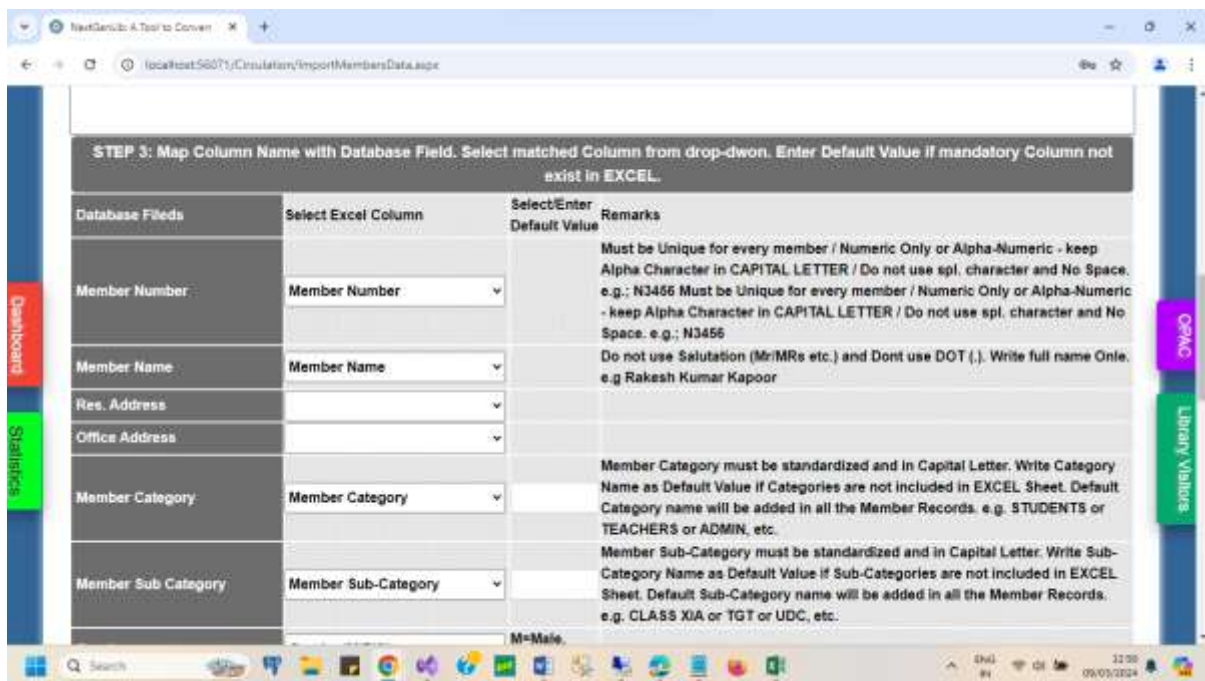 NextGenLib: A Tool to Conver
localhost:56071/Circulation/ImportMembersData.aspx
STEP 3: Map Column Name with Database Field. Select matched Column from drop-dwon. Enter Default Value if mandatory Column not
exist in EXCEL.
Database Fileds
Select Excel Column
Select/Enter
Default Value
Remarks
Member Number
Member Number
Must be Unique for every member / Numeric Only or Alpha-Numeric - keep
Alpha Character in CAPITAL LETTER / Do not use spl. character and No Space.
e.g.; N3456 Must be Unique for every member / Numeric Only or Alpha-Numeric
- keep Alpha Character in CAPITAL LETTER / Do not use spl. character and No
Space. e.g.; N3456
Member Name
Member Name
Do not use Salutation (Mr/MRs etc.) and Dont use DOT (.). Write full name Onle.
e.g Rakesh Kumar Kapoor
Res. Address
Office Address
Member Category
Member Category
Member Category must be standardized and in Capital Letter. Write Category
Name as Default Value if Categories are not included in EXCEL Sheet. Default
Category name will be added in all the Member Records. e.g. STUDENTS or
TEACHERS or ADMIN, etc.
Member Sub Category
Member Sub-Category
Member Sub-Category must be standardized and in Capital Letter. Write Sub-
Category Name as Default Value if Sub-Categories are not included in EXCEL
Sheet. Default Sub-Category name will be added in all the Member Records.
e.g. CLASS XIA or TGT or UDC, etc.
M=Male,
Dashboard
Statistics
OPAC
Library Visitors
Search
ENG
IN
09/05/2024